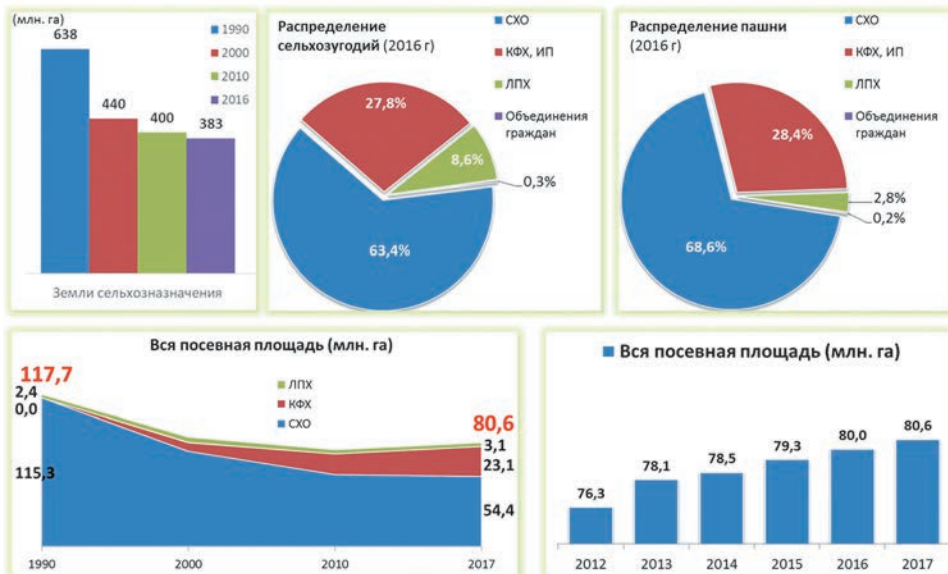 (млн. га)
638
440
400
383
1990
2000
2010
2016
Земли сельхозназначения
Распределение
сельхозугодий (2016 г)
СХО
КФХ, ИП
ЛПХ
Объединения
граждан
27,8%
8,6%
0,3%
63,4%
Распределение пашни
(2016 г)
СХО
КФХ, ИП
ЛПХ
Объединения
граждан
28,4%
2,8%
0,2%
68,6%
Вся посевная площадь (млн. га)
117,7
2,4
0,0
115,3
ЛПХ
КФХ
СХО
80,6
3,1
23,1
54,4
1990
2000
2010
2017
Вся посевная площадь (млн. га)
76,3
78,1
78,5
79,3
80,0
80,6
2012
2013
2014
2015
2016
2017